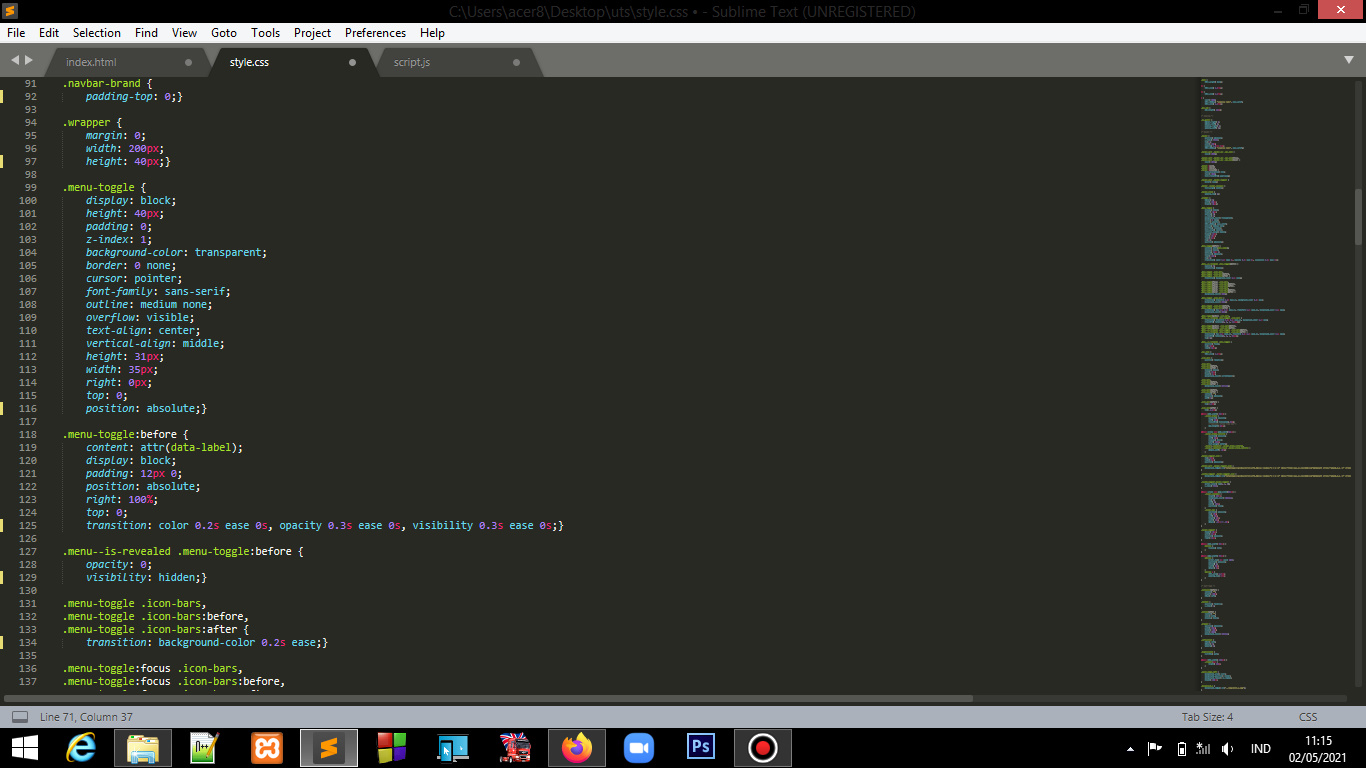 C:\Users\acer8\Desktop\uts\style.css • - Sublime Text (UNREGISTERED)
File Edit Selection Find View Goto Tools Project Preferences Help
index.html style.css script.js
91 .navbar-brand {
92 padding-top: 0;}
93
94 .wrapper {
95 margin: 0;
96 width: 200px;
97 height: 40px;}
98
99 .menu-toggle {
100 display: block;
101 height: 40px;
102 padding: 0;
103 z-index: 1;
104 background-color: transparent;
105 border: 0 none;
106 cursor: pointer;
107 font-family: sans-serif;
108 outline: medium none;
109 overflow: visible;
110 text-align: center;
111 vertical-align: middle;
112 height: 31px;
113 width: 35px;
114 right: 0px;
115 top: 0;
116 position: absolute;}
117
118 .menu-toggle:before {
119 content: attr(data-label);
120 display: block;
121 padding: 12px 0;
122 position: absolute;
123 right: 100%;
124 top: 0;
125 transition: color 0.2s ease 0s, opacity 0.3s ease 0s, visibility 0.3s ease 0s;}
126
127 .menu--is-revealed .menu-toggle:before {
128 opacity: 0;
129 visibility: hidden;}
130
131 .menu-toggle .icon-bars,
132 .menu-toggle .icon-bars:before,
133 .menu-toggle .icon-bars:after {
134 transition: background-color 0.2s ease;}
135
136 .menu-toggle:focus .icon-bars,
137 .menu-toggle:focus .icon-bars:before,
Line 71, Column 37 Tab Size: 4 CSS
Ps
IND
11:15
02/05/2021